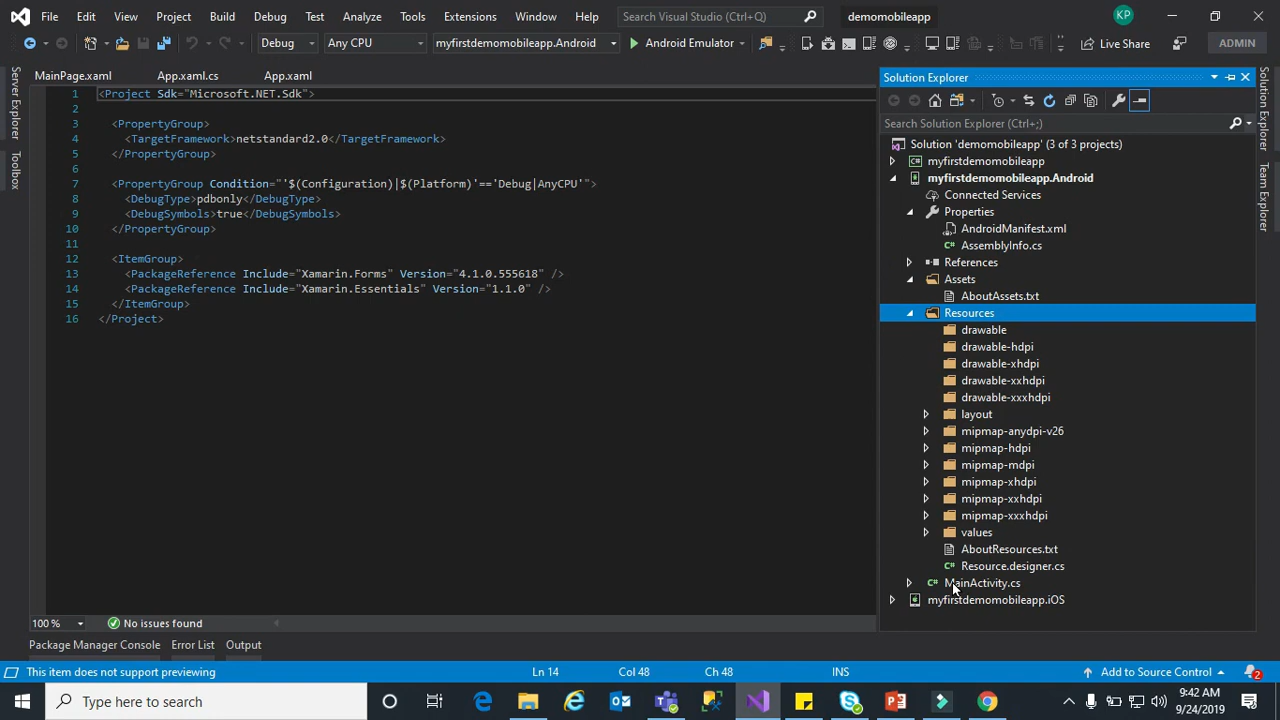 File Edit View Project Build Debug Test Analyze Tools Extensions Window Help Search Visual Studio (Ctrl+Q) demomobileapp KP
Debug Any CPU myfirstdemomobileapp.Android Android Emulator Live Share ADMIN
MainPage.xaml App.xaml.cs App.xaml
Server Explorer
Toolbox
1 <Project Sdk="Microsoft.NET.Sdk">
2
3 <PropertyGroup>
4 <TargetFramework>netstandard2.0</TargetFramework>
5 </PropertyGroup>
6
7 <PropertyGroup Condition="'$(Configuration)|$(Platform)'=='Debug|AnyCPU'">
8 <DebugType>pdbonly</DebugType>
9 <DebugSymbols>true</DebugSymbols>
10 </PropertyGroup>
11
12 <ItemGroup>
13 <PackageReference Include="Xamarin.Forms" Version="4.1.0.555618" />
14 <PackageReference Include="Xamarin.Essentials" Version="1.1.0" />
15 </ItemGroup>
16 </Project>
100 % No issues found
Solution Explorer
Search Solution Explorer (Ctrl+;)
Solution 'demomobileapp' (3 of 3 projects)
myfirstdemomobileapp
myfirstdemomobileapp.Android
Connected Services
Properties
AndroidManifest.xml
AssemblyInfo.cs
References
Assets
AboutAssets.txt
Resources
drawable
drawable-hdpi
drawable-xhdpi
drawable-xxhdpi
drawable-xxxhdpi
layout
mipmap-anydpi-v26
mipmap-hdpi
mipmap-mdpi
mipmap-xhdpi
mipmap-xxhdpi
mipmap-xxxhdpi
values
AboutResources.txt
Resource.designer.cs
MainActivity.cs
myfirstdemomobileapp.iOS
Solution Explorer
Team Explorer
Package Manager Console Error List Output
This item does not support previewing Ln 14 Col 48 Ch 48 INS Add to Source Control 2
Type here to search 9:42 AM
9/24/2019